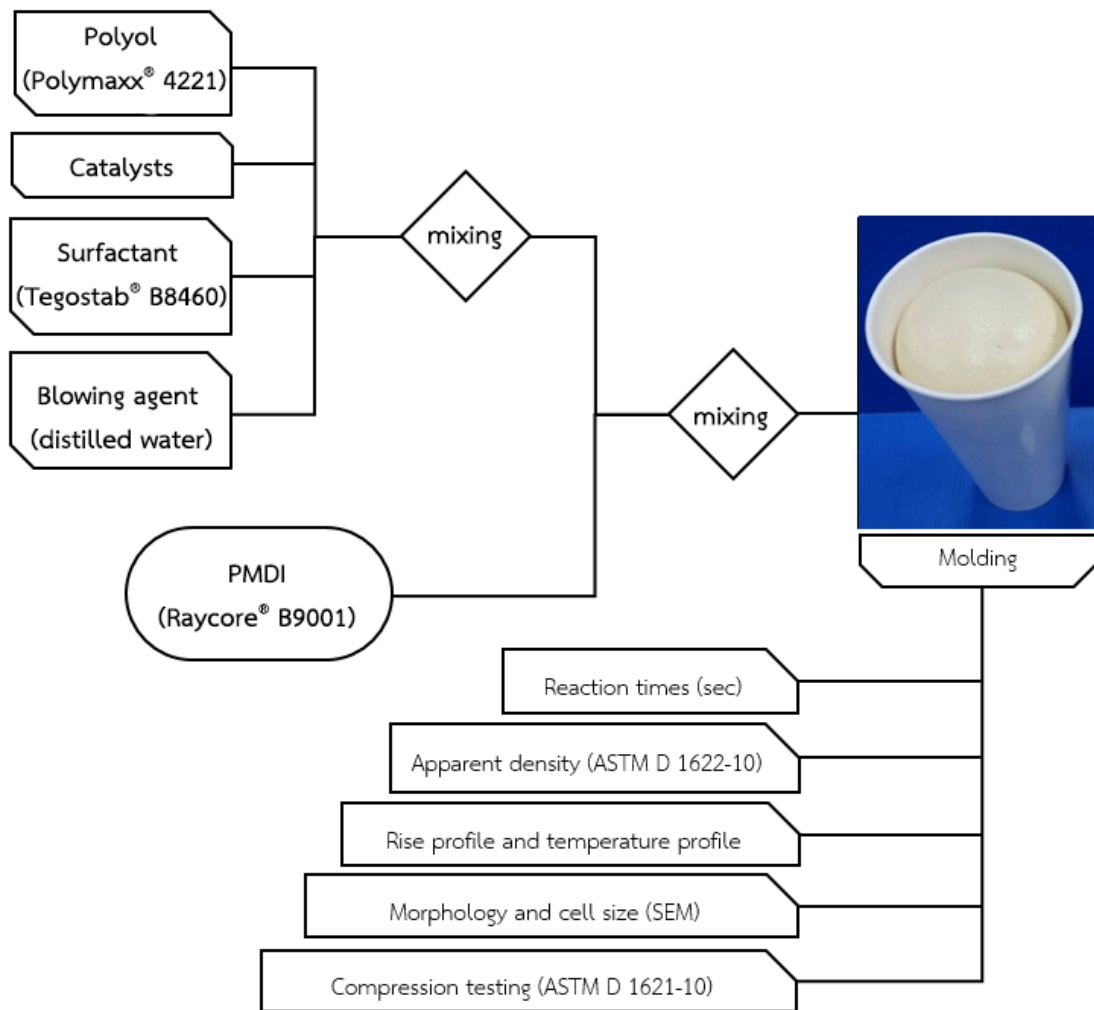 Polyol
(Polymaxx® 4221)
Catalysts
Surfactant
(Tegostab® B8460)
Blowing agent
(distilled water)
mixing
mixing
PMDI
(Raycore® B9001)
Molding
Reaction times (sec)
Apparent density (ASTM D 1622-10)
Rise profile and temperature profile
Morphology and cell size (SEM)
Compression testing (ASTM D 1621-10)